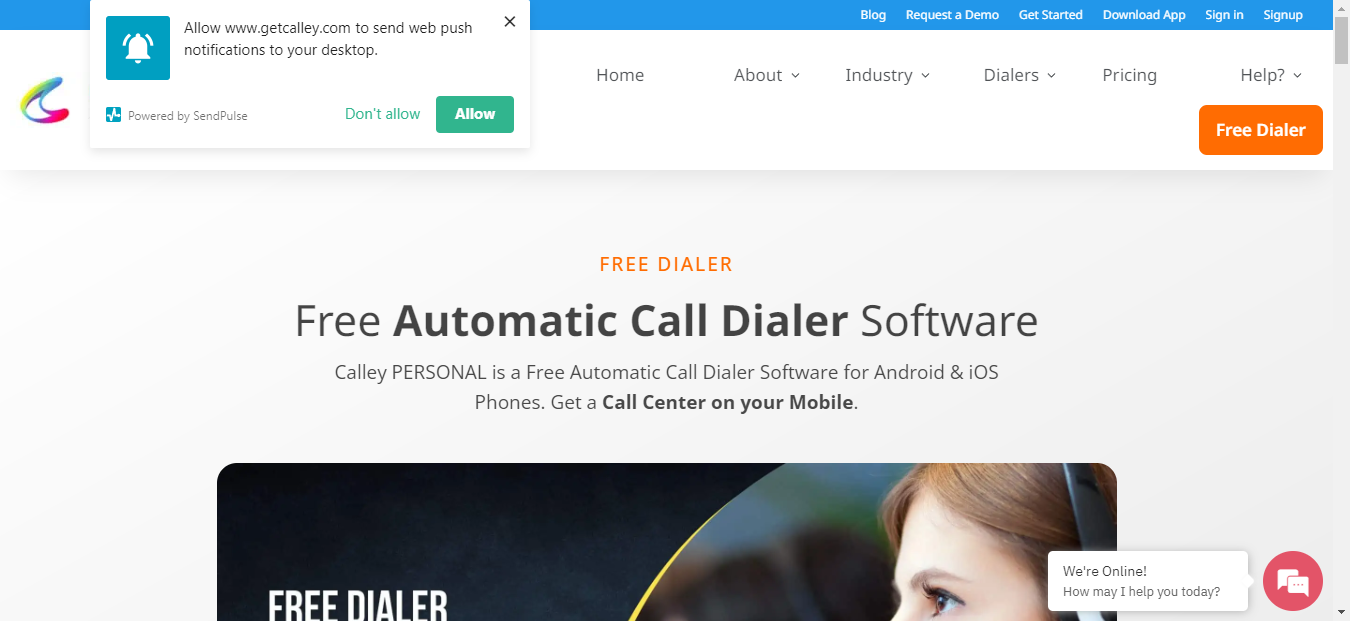 Blog Request a Demo Get Started Download App Sign in Signup
Allow www.getcalley.com to send web push
notifications to your desktop.
Powered by SendPulse
Don't allow
Allow
Home About Industry Dialers Pricing Help?
Free Dialer
FREE DIALER
Free Automatic Call Dialer Software
Calley PERSONAL is a Free Automatic Call Dialer Software for Android & iOS
Phones. Get a Call Center on your Mobile.
FREE DIALER
We're Online!
How may I help you today?